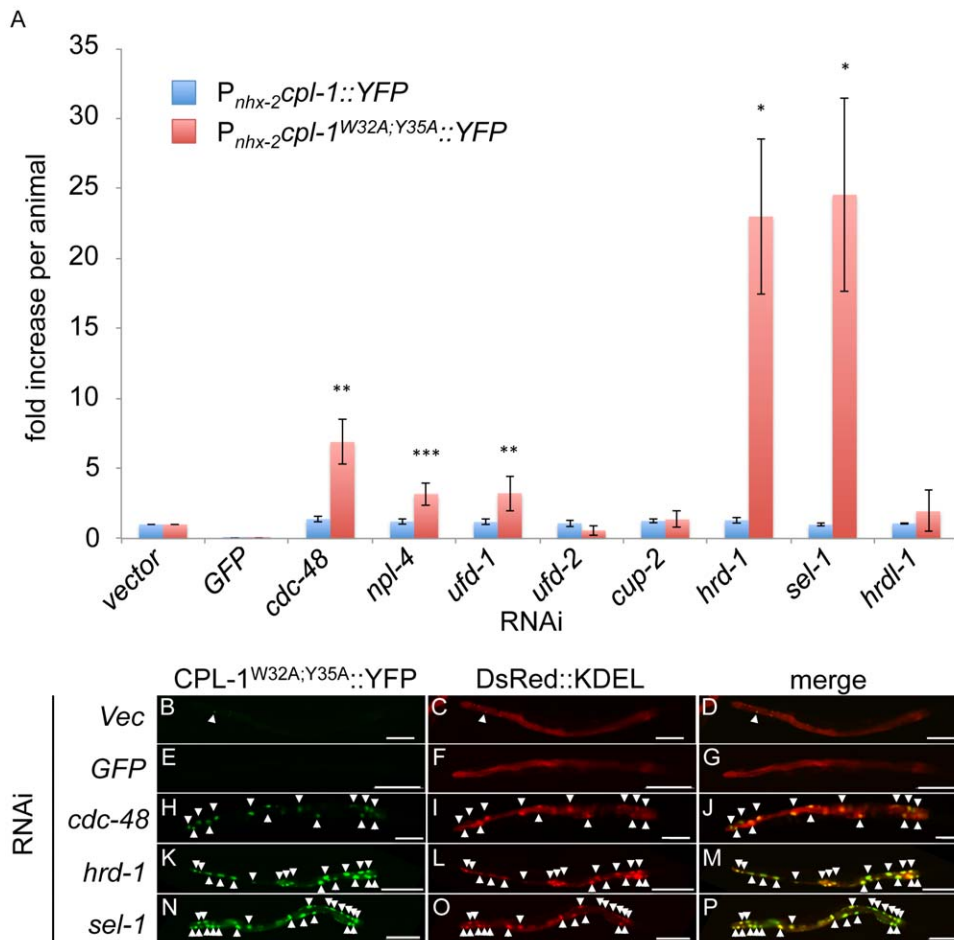 A
35
30
25
20
15
10
5
0
fold increase per animal
Pnhx-2cpl-1::YFP
Pnhx-2cpl-1W32A;Y35A::YFP
**
***
**
*
*
vector GFP cdc-48 npl-4 ufd-1 ufd-2 cup-2 hrd-1 sel-1 hrdl-1
RNAi
CPL-1W32A;Y35A::YFP DsRed::KDEL merge
RNAi
Vec B C D
GFP E F G
cdc-48 H I J
hrd-1 K L M
sel-1 N O P